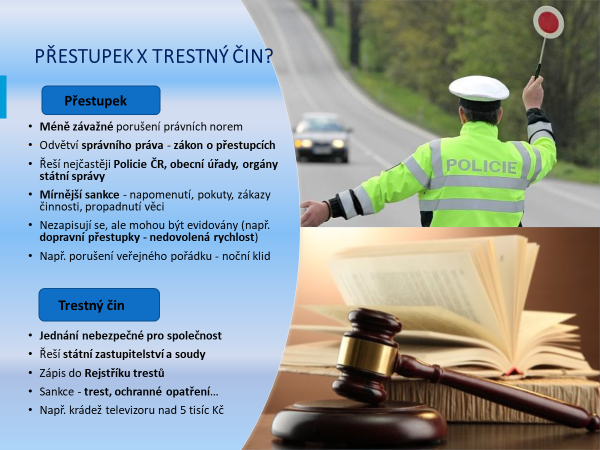 PŘESTUPEK X TRESTNÝ ČIN?
Přestupek
• Méně závažné porušení právních norem
• Odvětví správního práva - zákon o přestupcích
• Řeší nejčastěji Policie ČR, obecní úřady, orgány
státní správy
• Mírnější sankce - napomenutí, pokuty, zákazy
činnosti, propadnutí věci
• Nezapisují se, ale mohou být evidovány (např.
dopravní přestupky - nedovolená rychlost)
• Např. porušení veřejného pořádku - noční klid
Trestný čin
• Jednání nebezpečné pro společnost
• Řeší státní zastupitelství a soudy
• Zápis do Rejstříku trestů
• Sankce - trest, ochranné opatření...
• Např. krádež televizoru nad 5 tisíc Kč
POLICIE